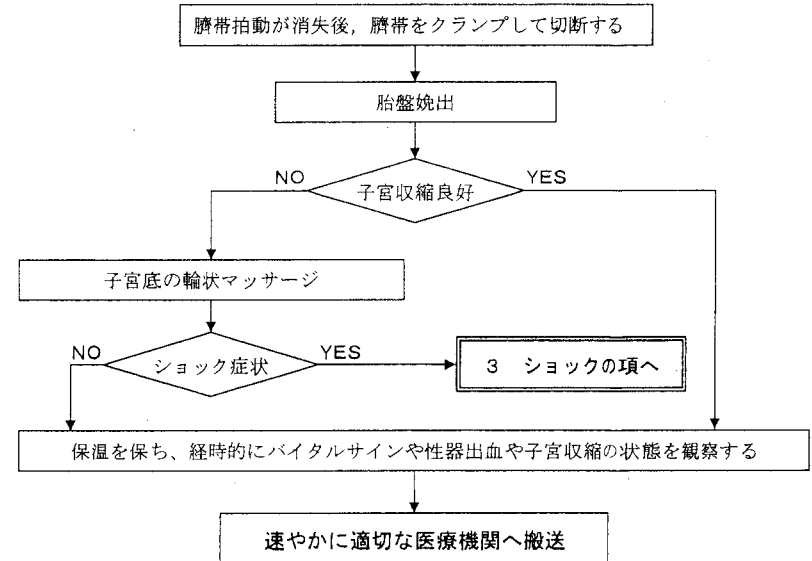 臍帯拍動が消失後，臍帯をクランプして切断する
胎盤娩出
NO
YES
子宮収縮良好
子宮底の輪状マッサージ
NO
YES
ショック症状
3　ショックの項へ
保温を保ち、経時的にバイタルサインや性器出血や子宮収縮の状態を観察する
速やかに適切な医療機関へ搬送